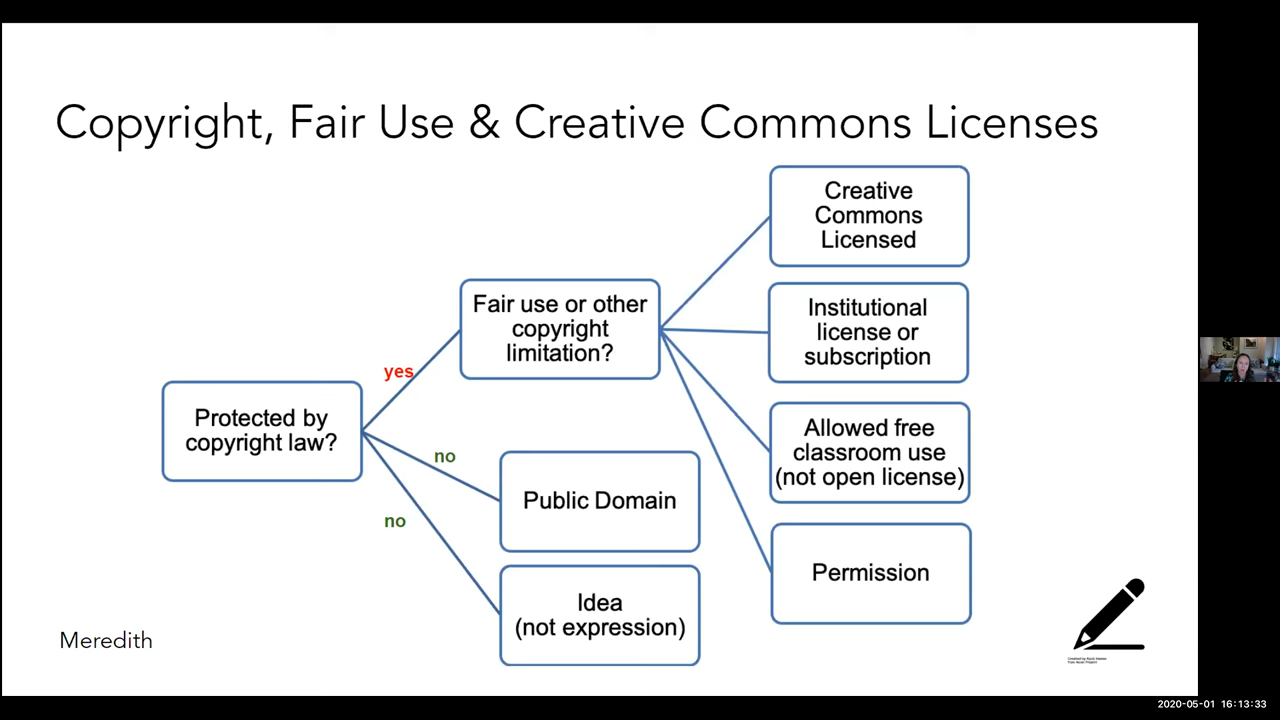 Copyright, Fair Use & Creative Commons Licenses
Creative
Commons
Licensed
Fair use or other
copyright
limitation?
Institutional
license or
subscription
yes
Protected by
copyright law?
Allowed free
classroom use
(not open license)
no
Public Domain
no
Permission
Idea
(not expression)
Meredith
2020-05-01 16:13:33